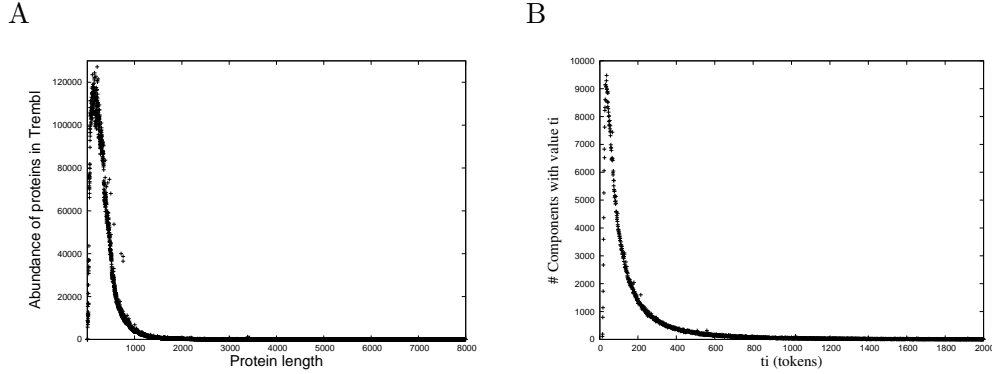 A
B
120000
100000
80000
60000
40000
20000
0
Abundance of proteins in Trembl
0 1000 2000 3000 4000 5000 6000 7000 8000
Protein length
10000
9000
8000
7000
6000
5000
4000
3000
2000
1000
0
# Components with value ti
0 200 400 600 800 1000 1200 1400 1600 1800 2000
ti (tokens)